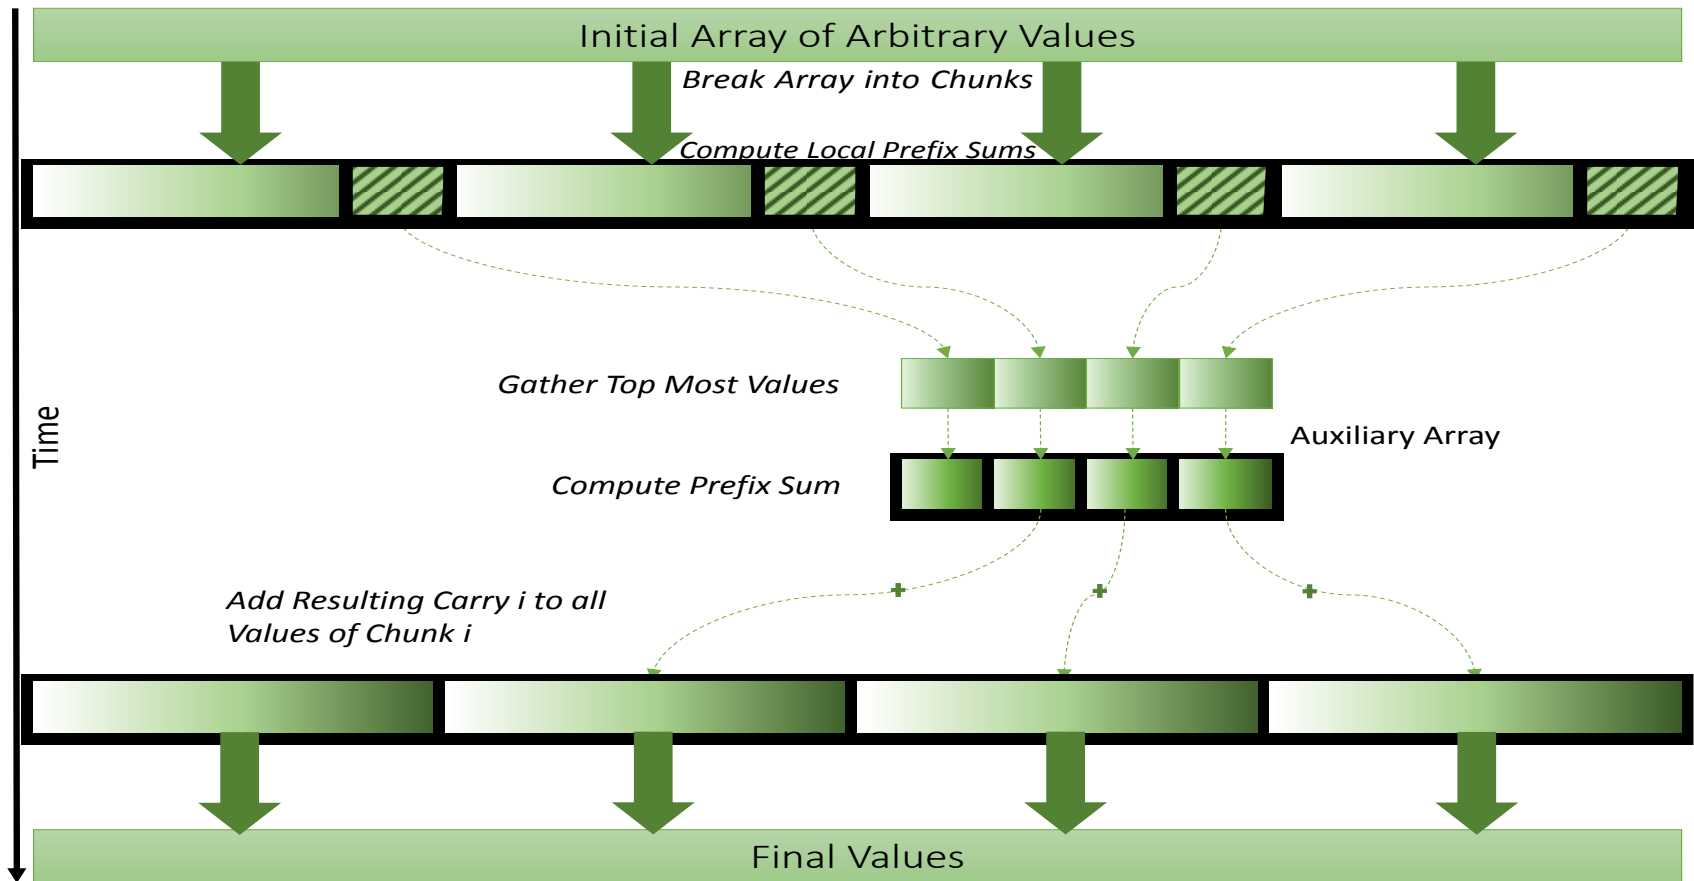 Initial Array of Arbitrary Values
Break Array into Chunks
Compute Local Prefix Sums
Gather Top Most Values
Time
Auxiliary Array
Compute Prefix Sum
Add Resulting Carry i to all
Values of Chunk i
Final Values